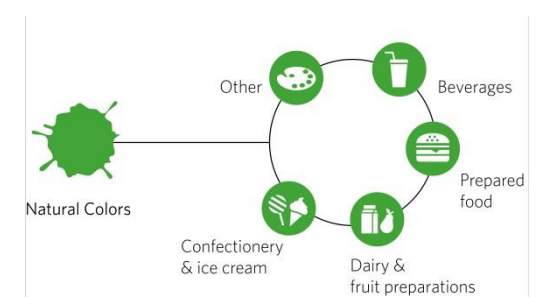 Other
Beverages
Prepared
food
Natural Colors
Confectionery
& ice cream
Dairy &
fruit preparations